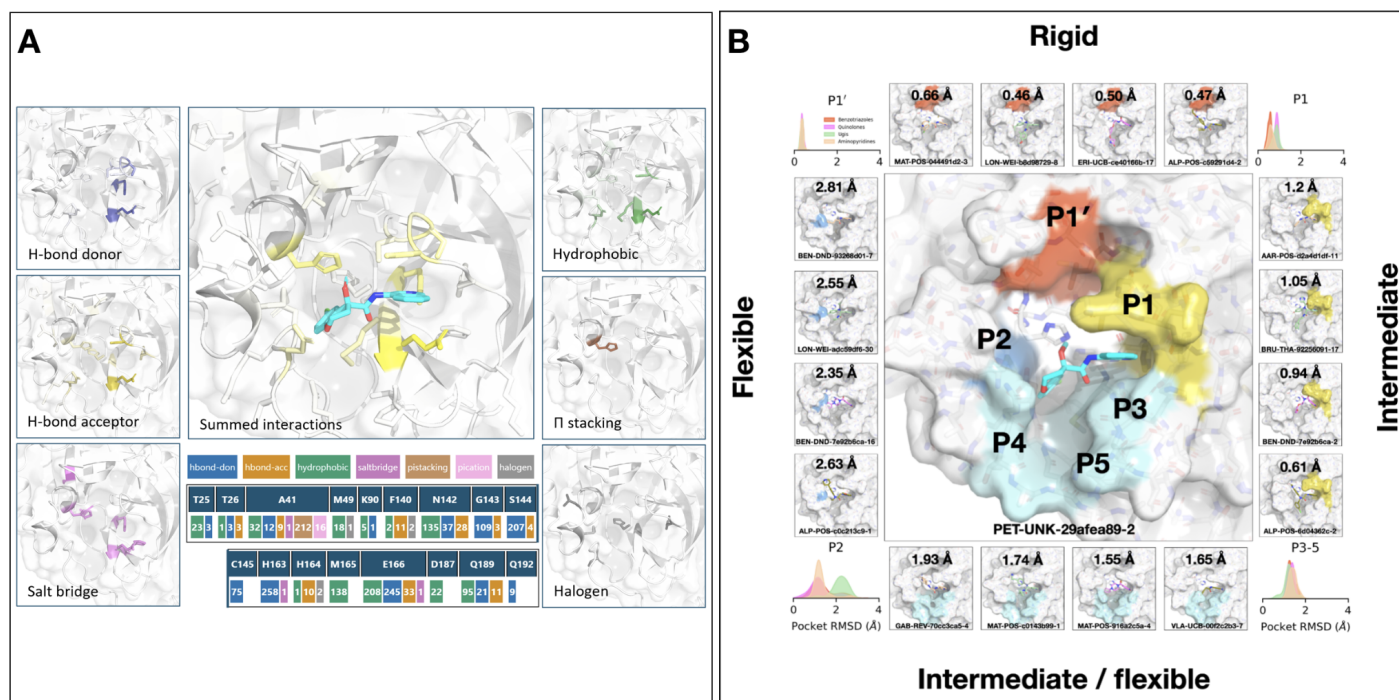 A
H-bond donor
H-bond acceptor
Salt bridge
Summed interactions
Hydrophobic
Π stacking
Halogen
hbond-don hbond-acc hydrophobic saltbridge pistacking pication halogen
T25 T26 A41 M49 K90 F140 N142 G143 S144
23 3 1 3 3 32 12 9 1 212 16 18 1 5 1 2 11 2 135 37 28 109 3 207 4
C145 H163 H164 M165 E166 D187 Q189 Q192
75 258 1 1 10 2 138 208 245 33 1 22 95 21 11 9
B
Rigid
Flexible
Intermediate
Intermediate / flexible
P1′
Benzotriazoles
Quinolones
Ugis
Aminopyridines
0 2 4
0.66 Å
MAT-POS-044491d2-3
0.46 Å
LON-WEI-b8d98729-8
0.50 Å
ERI-UCB-ce40166b-17
0.47 Å
ALP-POS-c59291d4-2
P1
0 2 4
2.81 Å
BEN-DND-93268d01-7
2.55 Å
LON-WEI-adc59df6-30
2.35 Å
BEN-DND-7e92b6ca-16
2.63 Å
ALP-POS-c0c213c9-1
P1′
P1
P2
P3
P4
P5
PET-UNK-29afea89-2
1.2 Å
AAR-POS-d2a4d1df-11
1.05 Å
BRU-THA-92256091-17
0.94 Å
BEN-DND-7e92b6ca-2
0.61 Å
ALP-POS-6d04362c-2
P2
0 2 4
Pocket RMSD (Å)
1.93 Å
GAB-REV-70cc3ca5-4
1.74 Å
MAT-POS-c0143b99-1
1.55 Å
MAT-POS-916a2c5a-4
1.65 Å
VLA-UCB-00f2c2b3-7
P3-5
0 2 4
Pocket RMSD (Å)